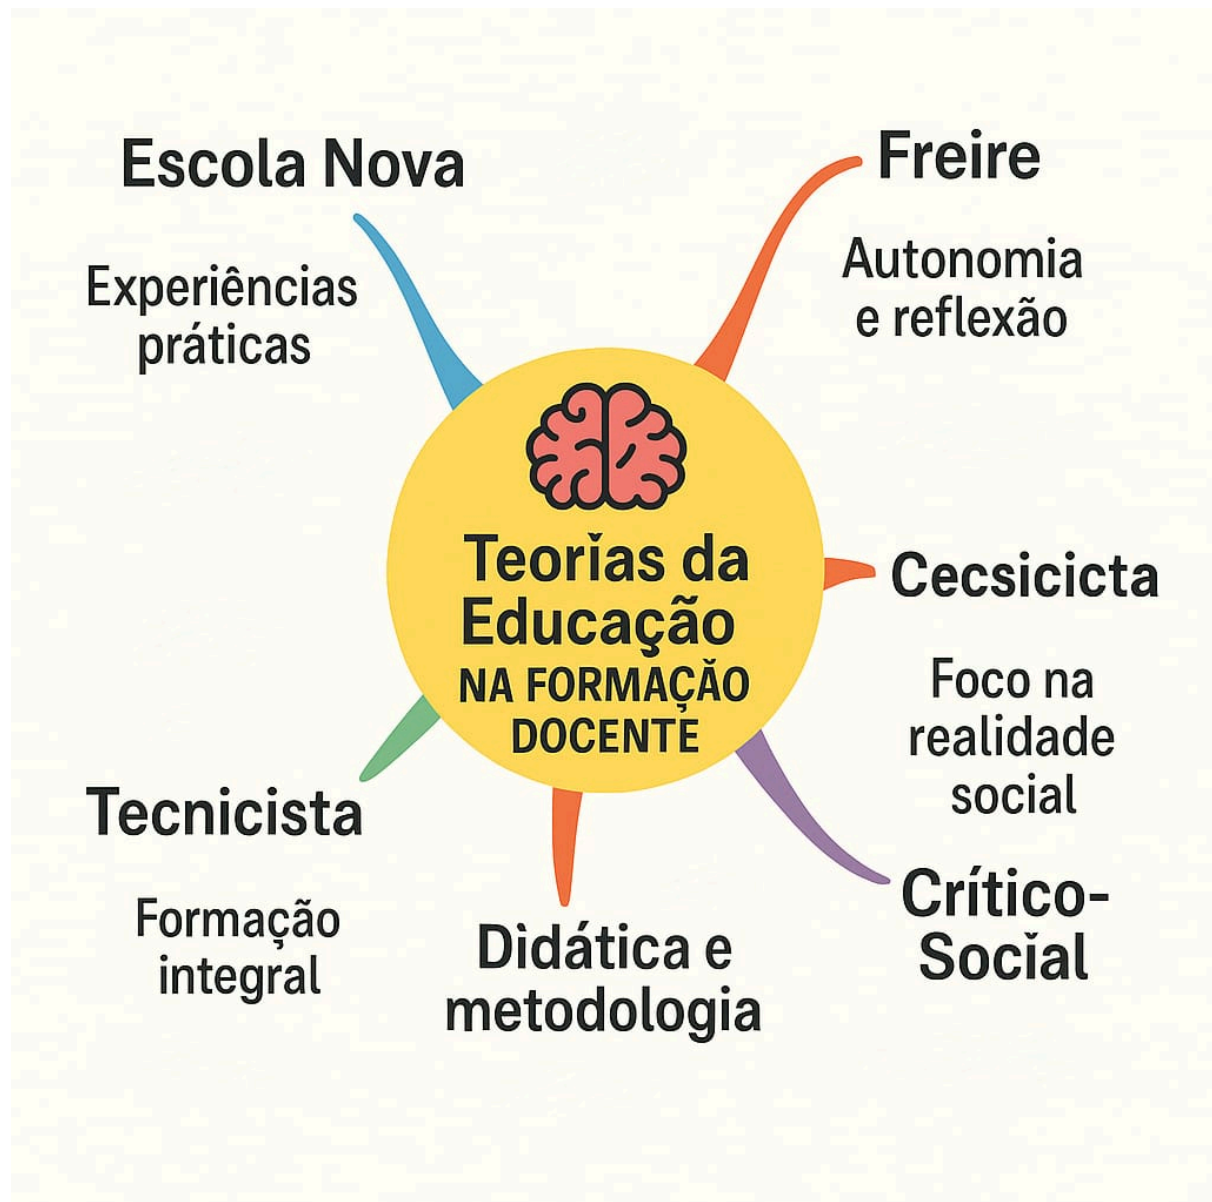 Escola Nova
Experiências
práticas
Freire
Autonomia
e reflexão
Teorias da
Educação
NA FORMAÇÃO
DOCENTE
Cecsicicta
Foco na
realidade
social
Crítico-
Social
Tecnicista
Formação
integral
Didática e
metodologia